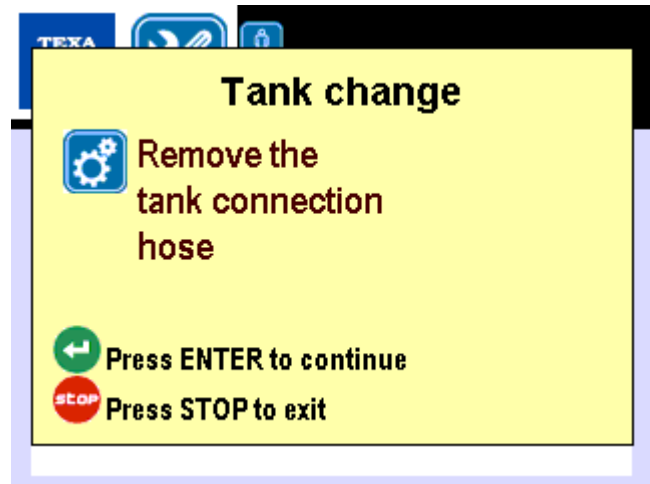 TEXA
Tank change
Remove the
tank connection
hose
Press ENTER to continue
stop Press STOP to exit